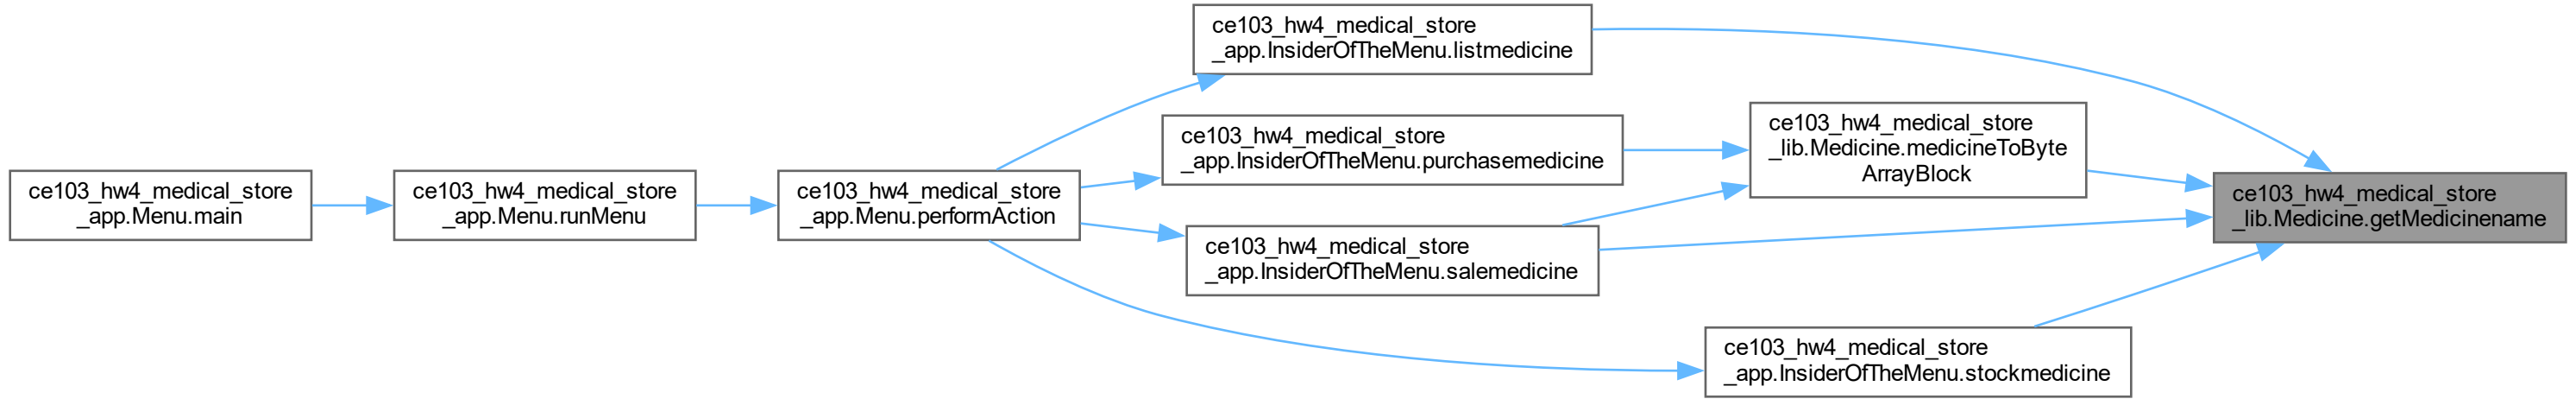 ce103_hw4_medical_store
_app.InsiderOfTheMenu.listmedicine
ce103_hw4_medical_store
_app.InsiderOfTheMenu.purchasemedicine
ce103_hw4_medical_store
_lib.Medicine.medicineToByte
ArrayBlock
ce103_hw4_medical_store
_app.Menu.main
ce103_hw4_medical_store
_app.Menu.runMenu
ce103_hw4_medical_store
_app.Menu.performAction
ce103_hw4_medical_store
_lib.Medicine.getMedicinename
ce103_hw4_medical_store
_app.InsiderOfTheMenu.salemedicine
ce103_hw4_medical_store
_app.InsiderOfTheMenu.stockmedicine